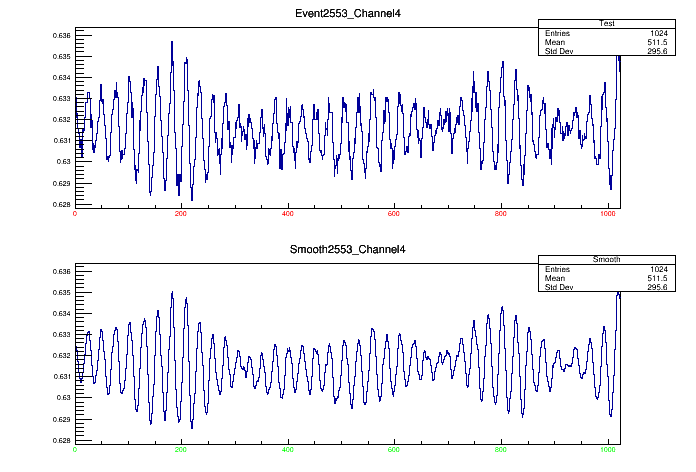 Event2553_Channel4
Test
Entries 1024
Mean 511.5
Std Dev 295.6
0.636
0.635
0.634
0.633
0.632
0.631
0.63
0.629
0.628
0 200 400 600 800 1000
Smooth2553_Channel4
Smooth
Entries 1024
Mean 511.5
Std Dev 295.6
0.636
0.635
0.634
0.633
0.632
0.631
0.63
0.629
0.628
0 200 400 600 800 1000